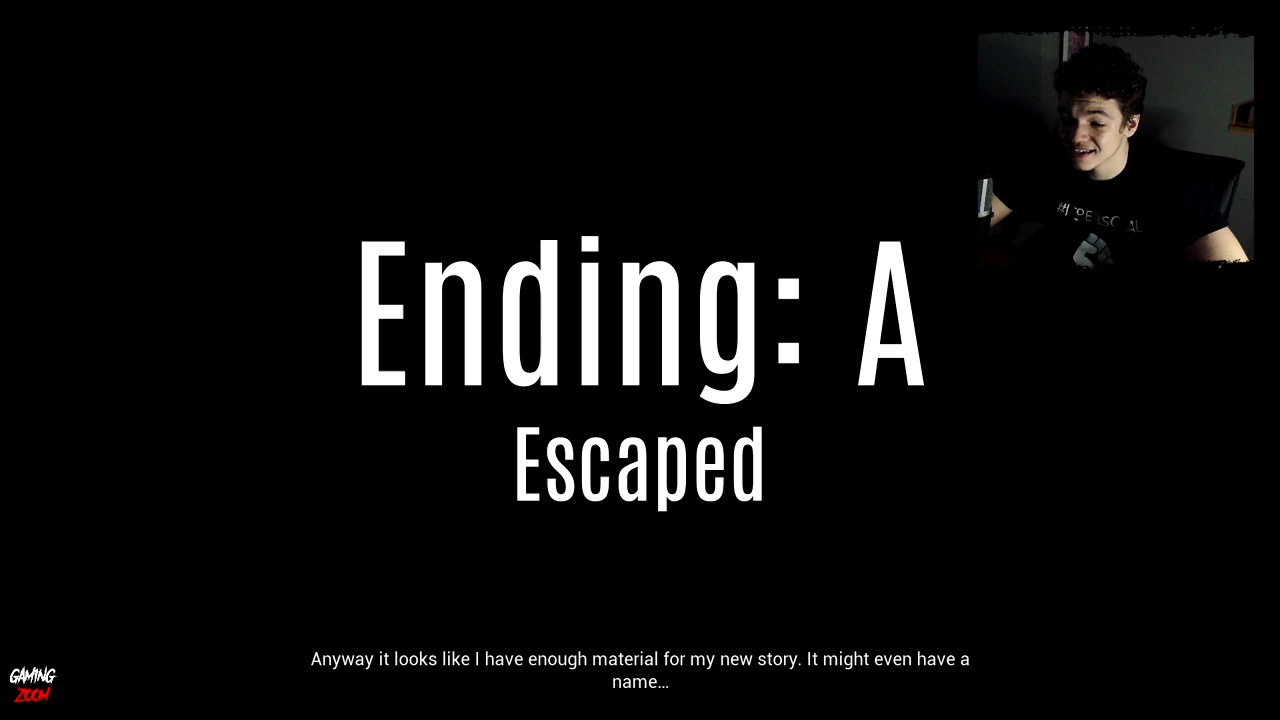 Ending: A
Escaped
Anyway it looks like I have enough material for my new story. It might even have a
name...
GAMING
ZOOM